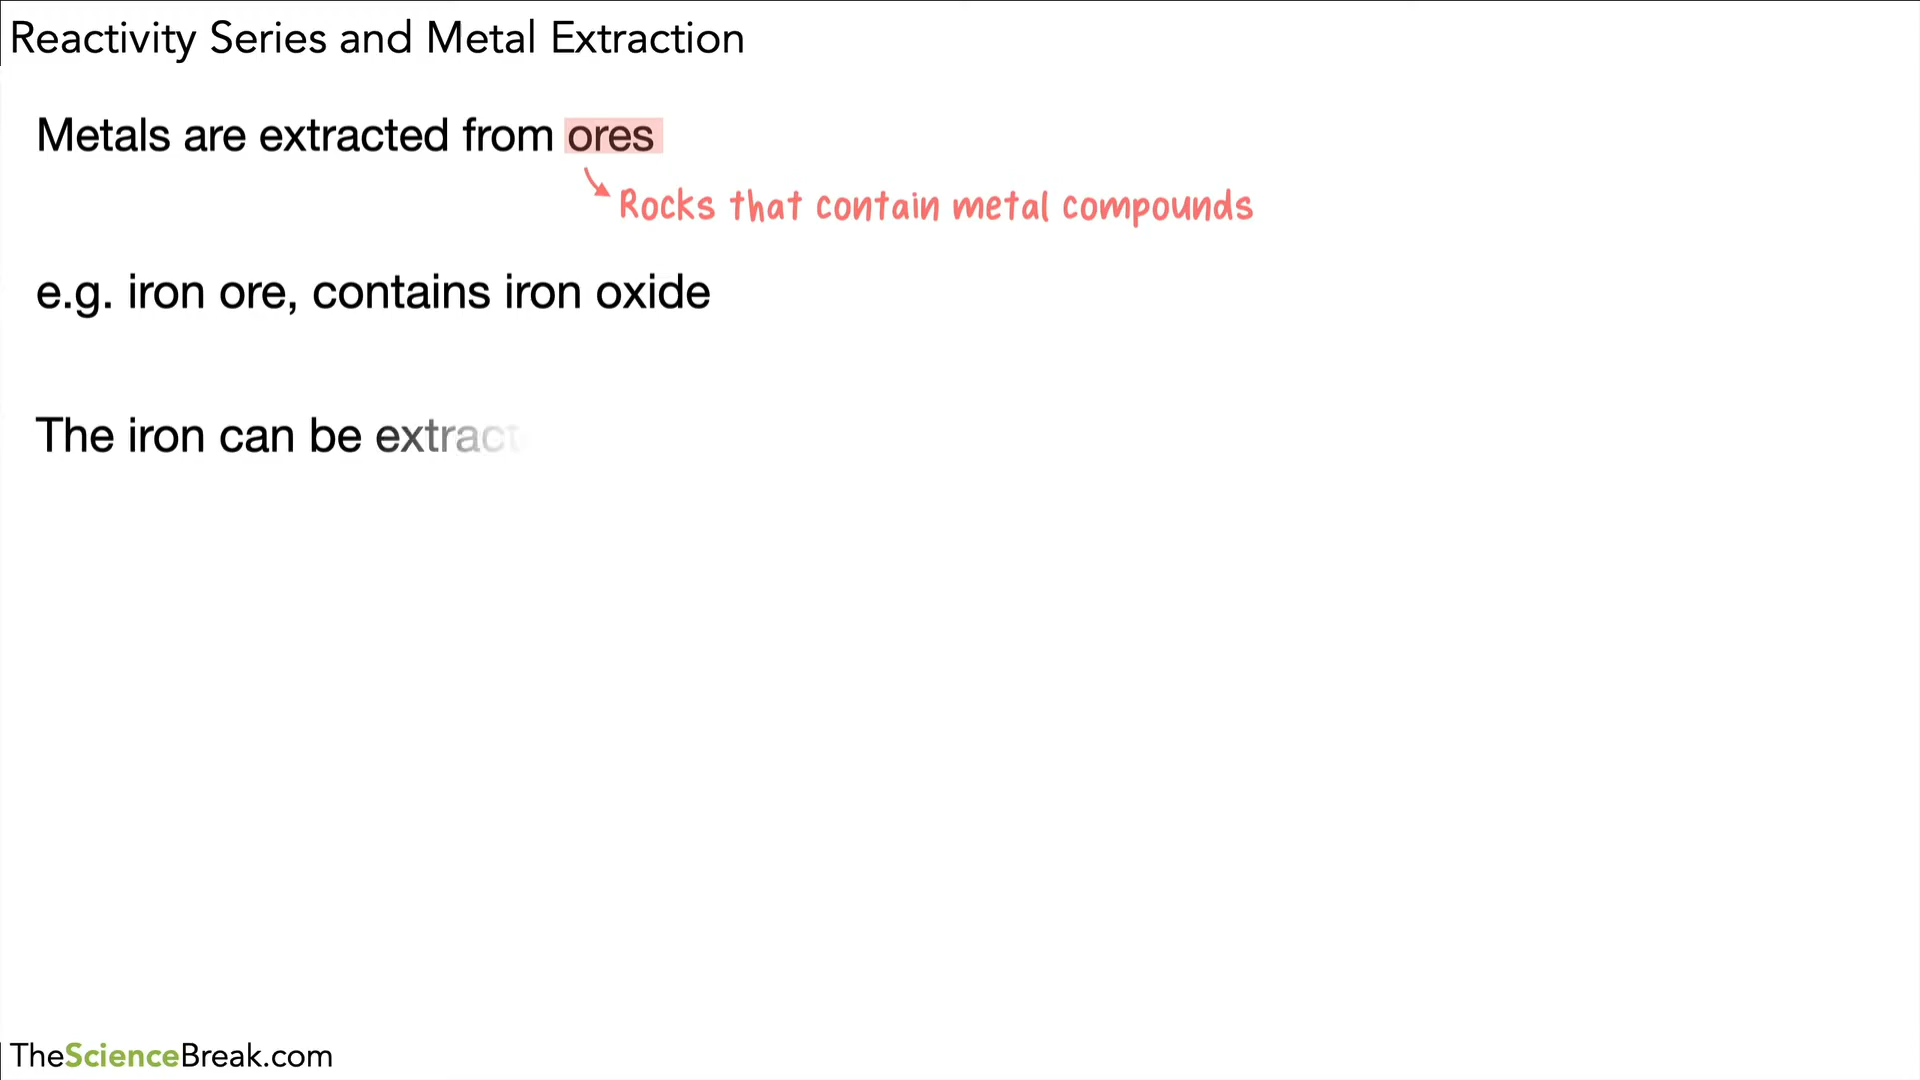 Reactivity Series and Metal Extraction
Metals are extracted from ores
Rocks that contain metal compounds
e.g. iron ore, contains iron oxide
The iron can be extract
TheScienceBreak.com